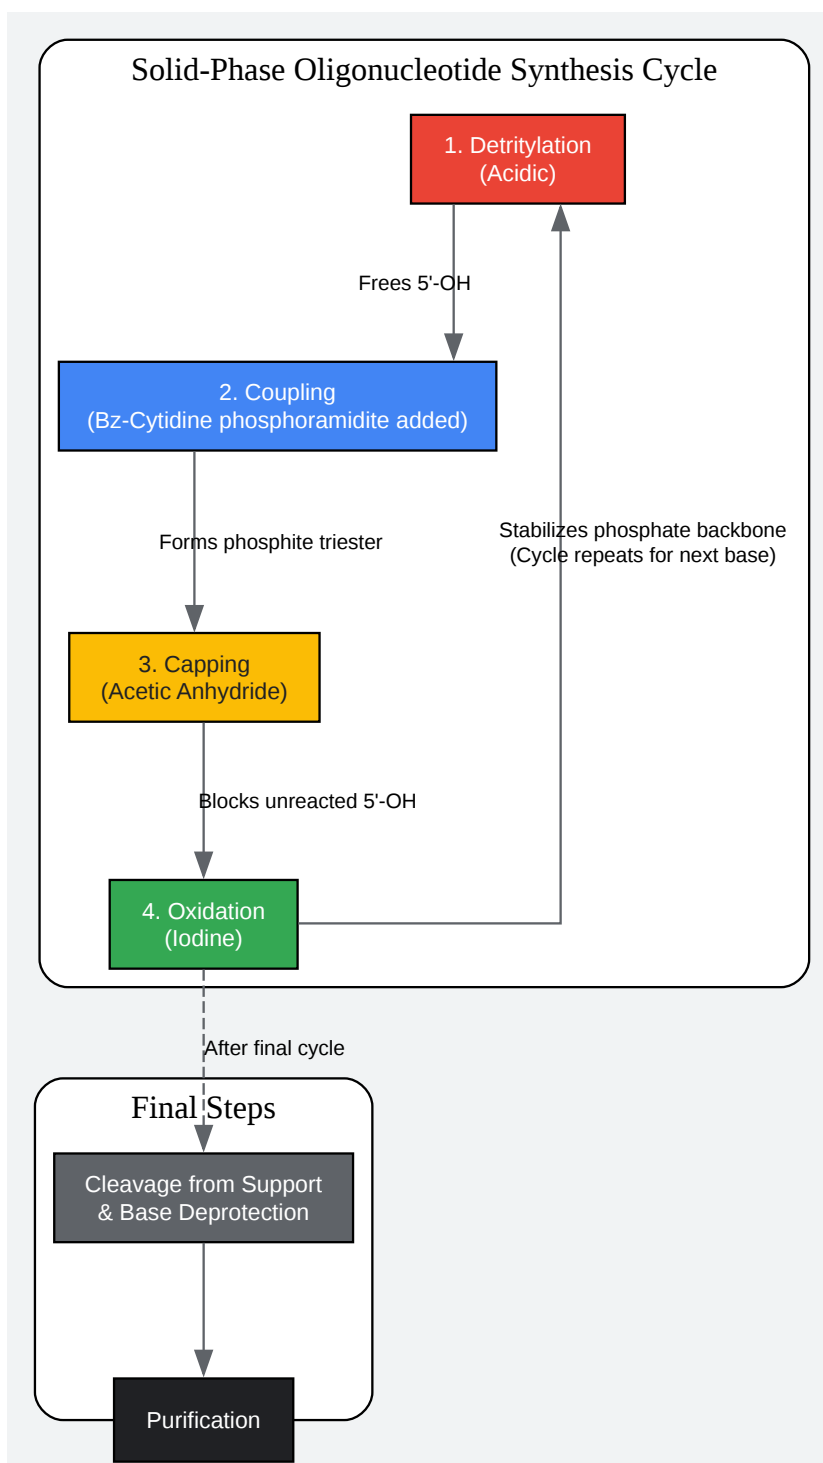 Solid-Phase Oligonucleotide Synthesis Cycle
1. Detritylation
(Acidic)
Frees 5'-OH
2. Coupling
(Bz-Cytidine phosphoramidite added)
Forms phosphite triester
Stabilizes phosphate backbone
(Cycle repeats for next base)
3. Capping
(Acetic Anhydride)
Blocks unreacted 5'-OH
4. Oxidation
(Iodine)
After final cycle
Final Steps
Cleavage from Support
& Base Deprotection
Purification